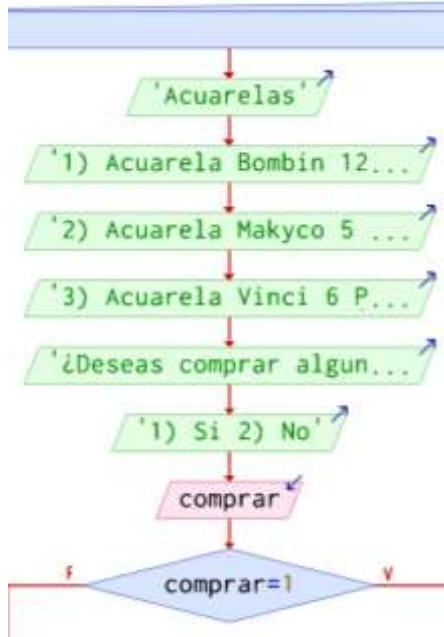 'Acuarelas'
'1) Acuarela Bombin 12...
'2) Acuarela Makyco 5 ...
'3) Acuarela Vinci 6 P...
'¿Deseas comprar algun...
'1) Si 2) No'
comprar
F
V
comprar=1